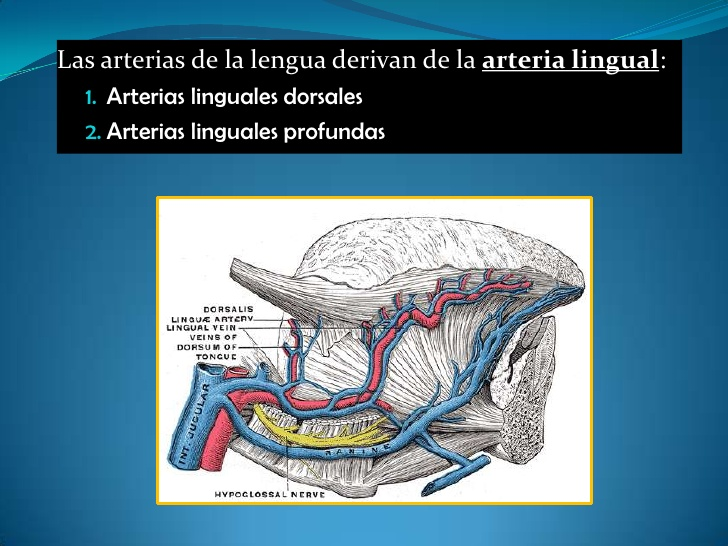 Las arterias de la lengua derivan de la arteria lingual:
1. Arterias linguales dorsales
2. Arterias linguales profundas
DORSALIS
LINGUÆ ARTERY
LINGUAL VEIN
VEINS OF
DORSUM OF
TONGUE
INT. JUGULAR
RANINE
HYPOGLOSSAL NERVE